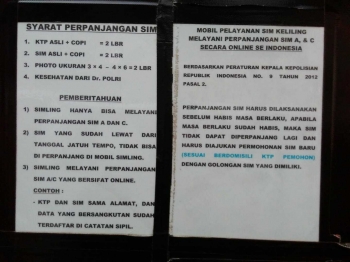 SYARAT PERPANJANGAN SIM
1. KTP ASLI + COPI = 2 LBR
2. SIM ASLI + COPI = 2 LBR
3. PHOTO UKURAN 3×4 – 4×6 = 2 LBR
4. KESEHATAN DARI Dr. POLRI
PEMBERITAHUAN
1) SIMLING HANYA BISA MELAYANI
PERPANJANGAN SIM A DAN C.
2) SIM YANG SUDAH LEWAT DARI
TANGGAL JATUH TEMPO, TIDAK BISA
DI PERPANJANG DI MOBIL SIMLING.
3) SIMLING MELAYANI PERPANJANGAN
SIM A/C YANG BERSIFAT ONLINE.
CONTOH :
- KTP DAN SIM SAMA ALAMAT, DAN
DATA YANG BERSANGKUTAN SUDAH
TERDAFTAR DI CATATAN SIPIL.
MOBIL PELAYANAN SIM KELILING
MELAYANI PERPANJANGAN SIM A, & C
SECARA ONLINE SE INDONESIA
BERDASARKAN PERATURAN KEPALA KEPOLISIAN
REPUBLIK INDONESIA NO. 9 TAHUN 2012
PASAL 2.
PERPANJANGAN SIM HARUS DILAKSANAKAN
SEBELUM HABIS MASA BERLAKU, APABILA
MASA BERLAKU SUDAH HABIS, MAKA SIM
TIDAK DAPAT DIPERPANJANG LAGI DAN
HARUS DIAJUKAN PERMOHONAN SIM BARU
(SESUAI BERDOMISILI KTP PEMOHON)
DENGAN GOLONGAN SIM YANG DIMILIKI.